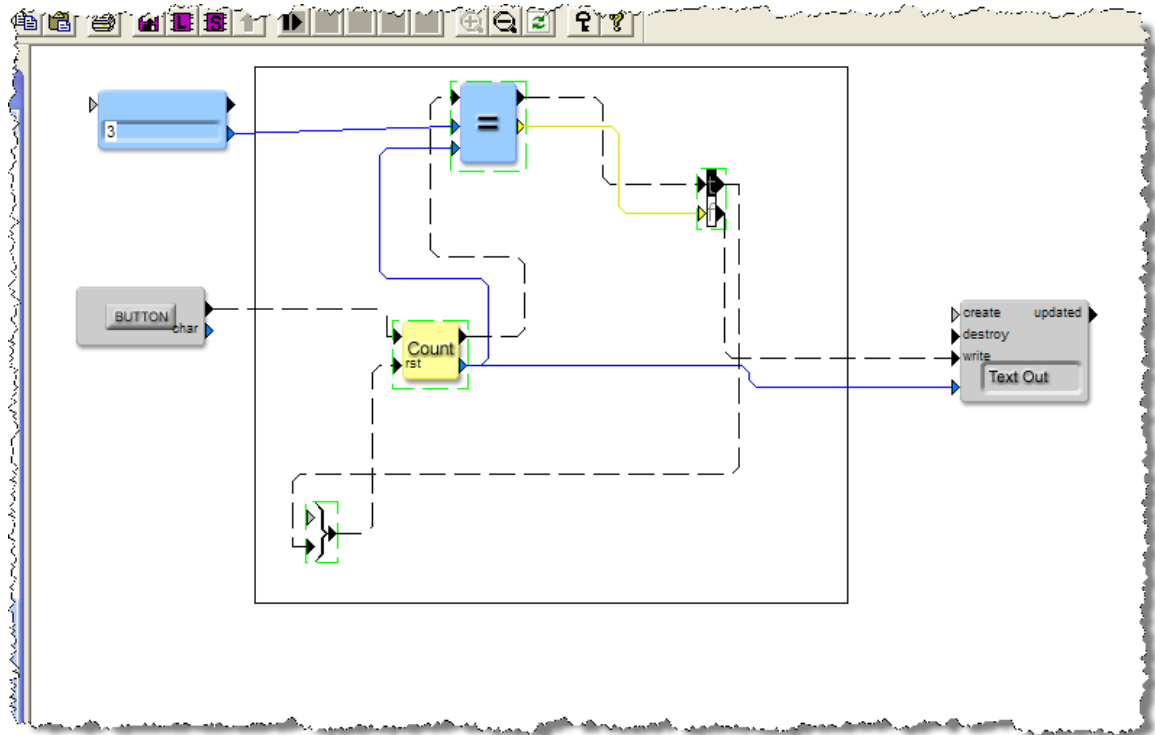 L S
?
3
=
t
BUTTON
char
Count
rst
create updated
destroy
write
Text Out